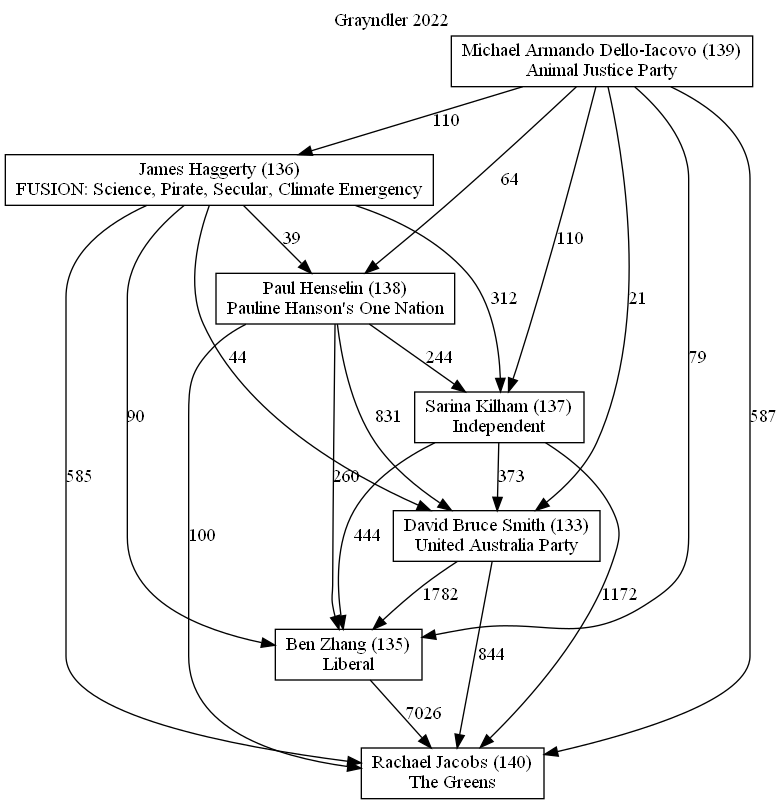 Grayndler 2022
Michael Armando Dello-Iacovo (139)
Animal Justice Party
110
James Haggerty (136)
FUSION: Science, Pirate, Secular, Climate Emergency
64
39
110
312
21
Paul Henselin (138)
Pauline Hanson's One Nation
44
244
79
90
831
Sarina Kilham (137)
Independent
587
585
260
373
100
444
David Bruce Smith (133)
United Australia Party
1782
1172
Ben Zhang (135)
Liberal
844
7026
Rachael Jacobs (140)
The Greens